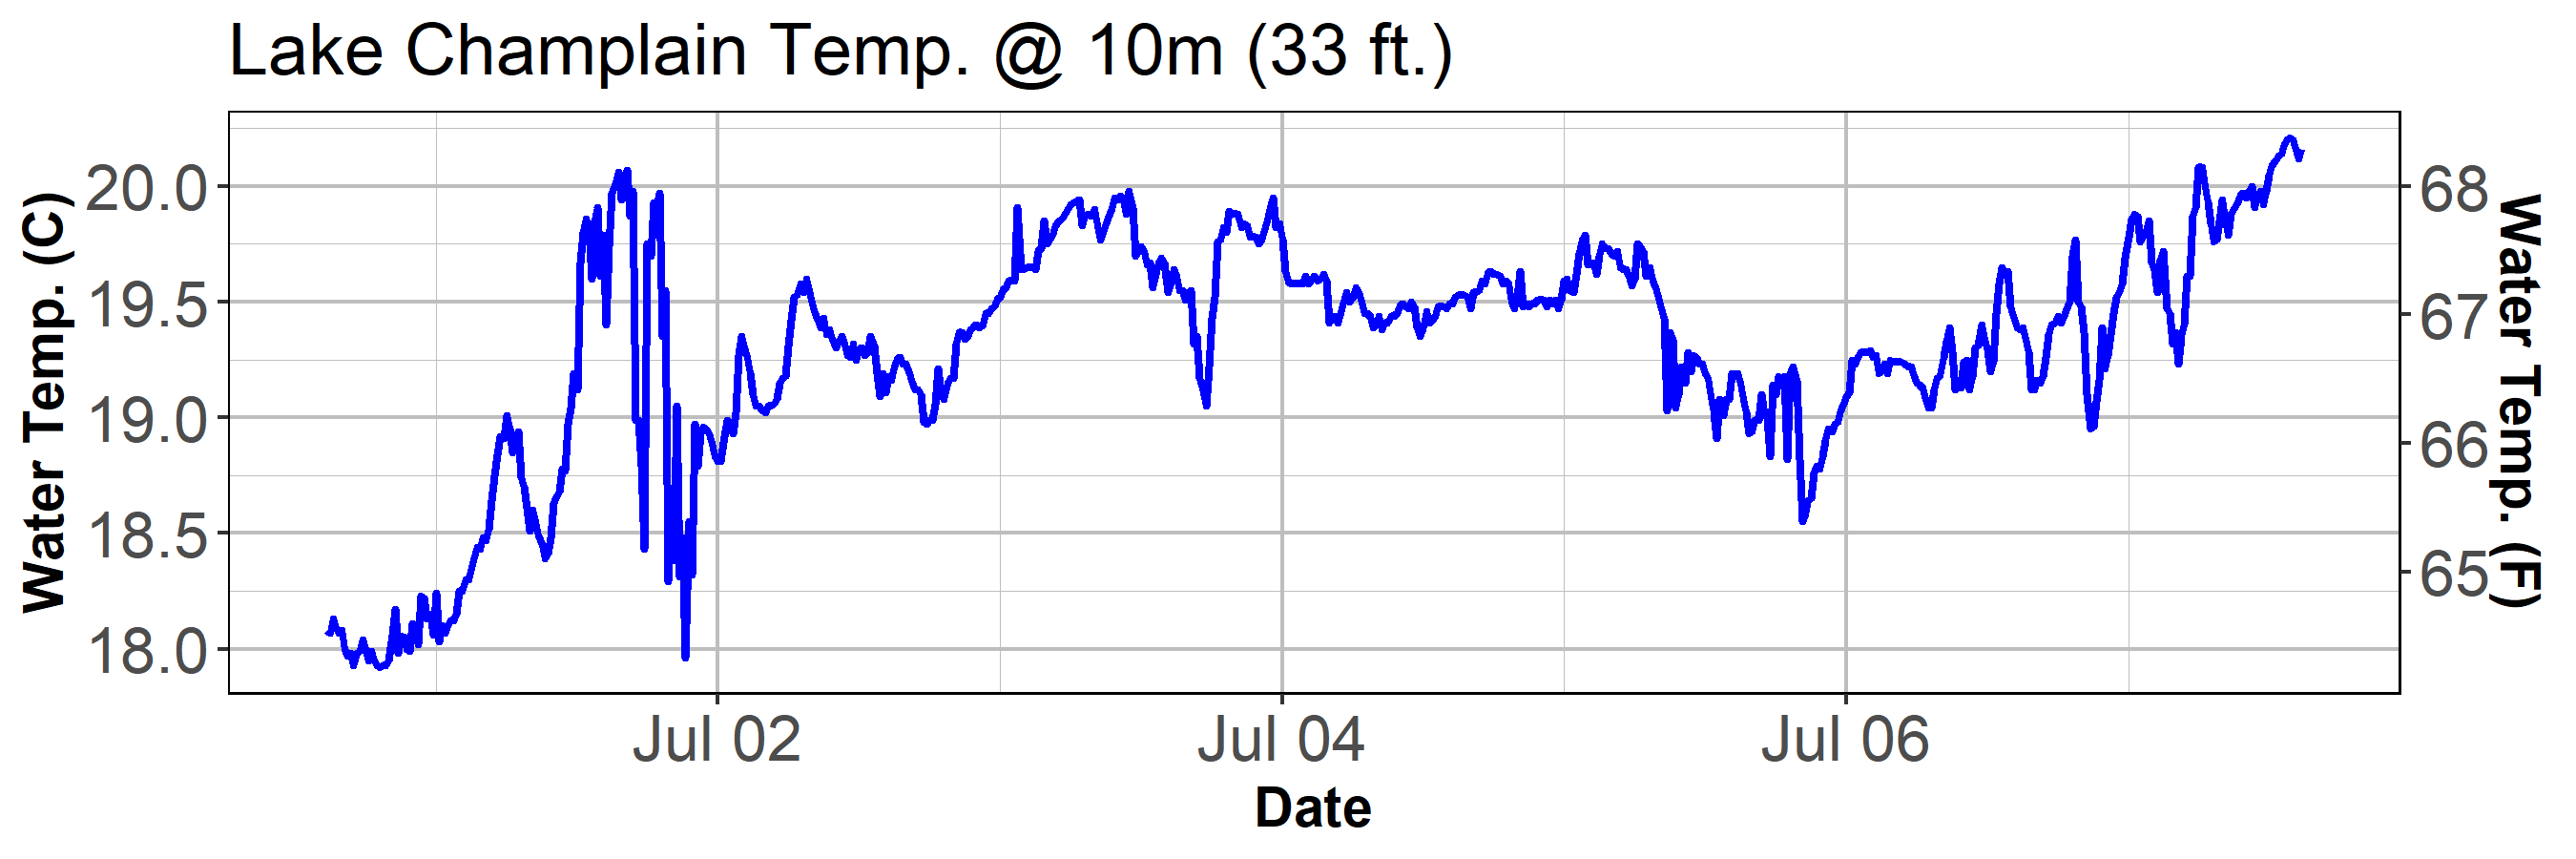 Lake Champlain Temp. @ 10m (33 ft.)
Water Temp. (C)
20.0
19.5
19.0
18.5
18.0
68
67
66
65
Water Temp. (F)
Jul 02
Jul 04
Jul 06
Date